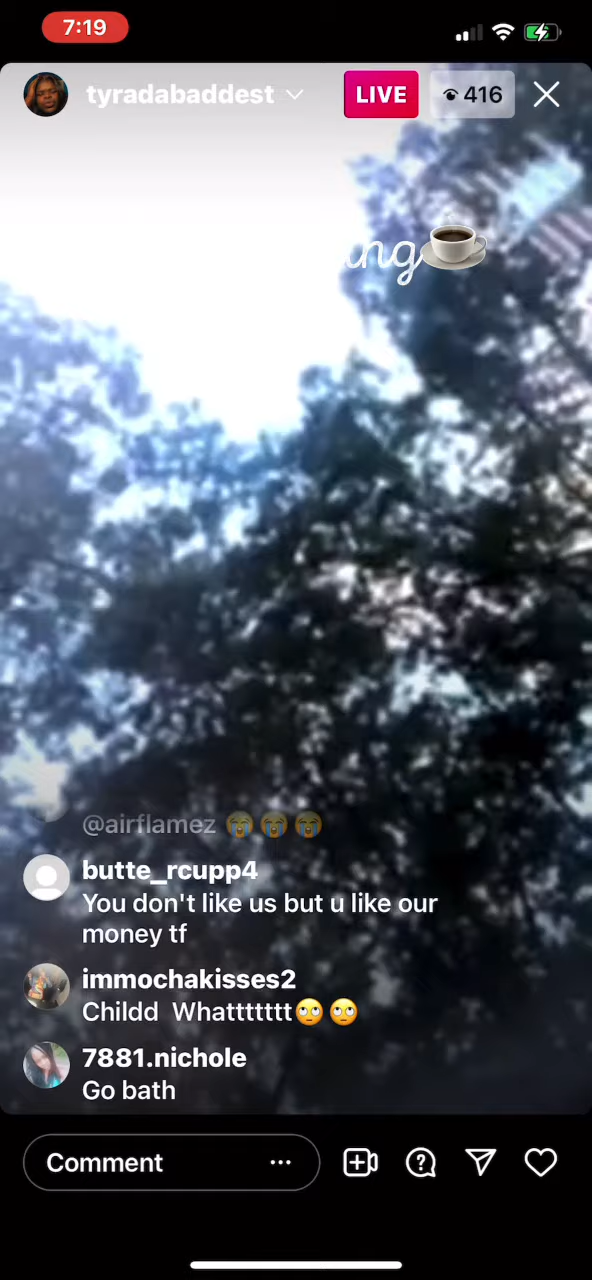 7:19
tyradabaddest
LIVE
416
ing
@airflamez 😭😭😭
butte_rcupp4
You don't like us but u like our
money tf
immochakisses2
Childd  Whattttttt🙄🙄
7881.nichole
Go bath
Comment